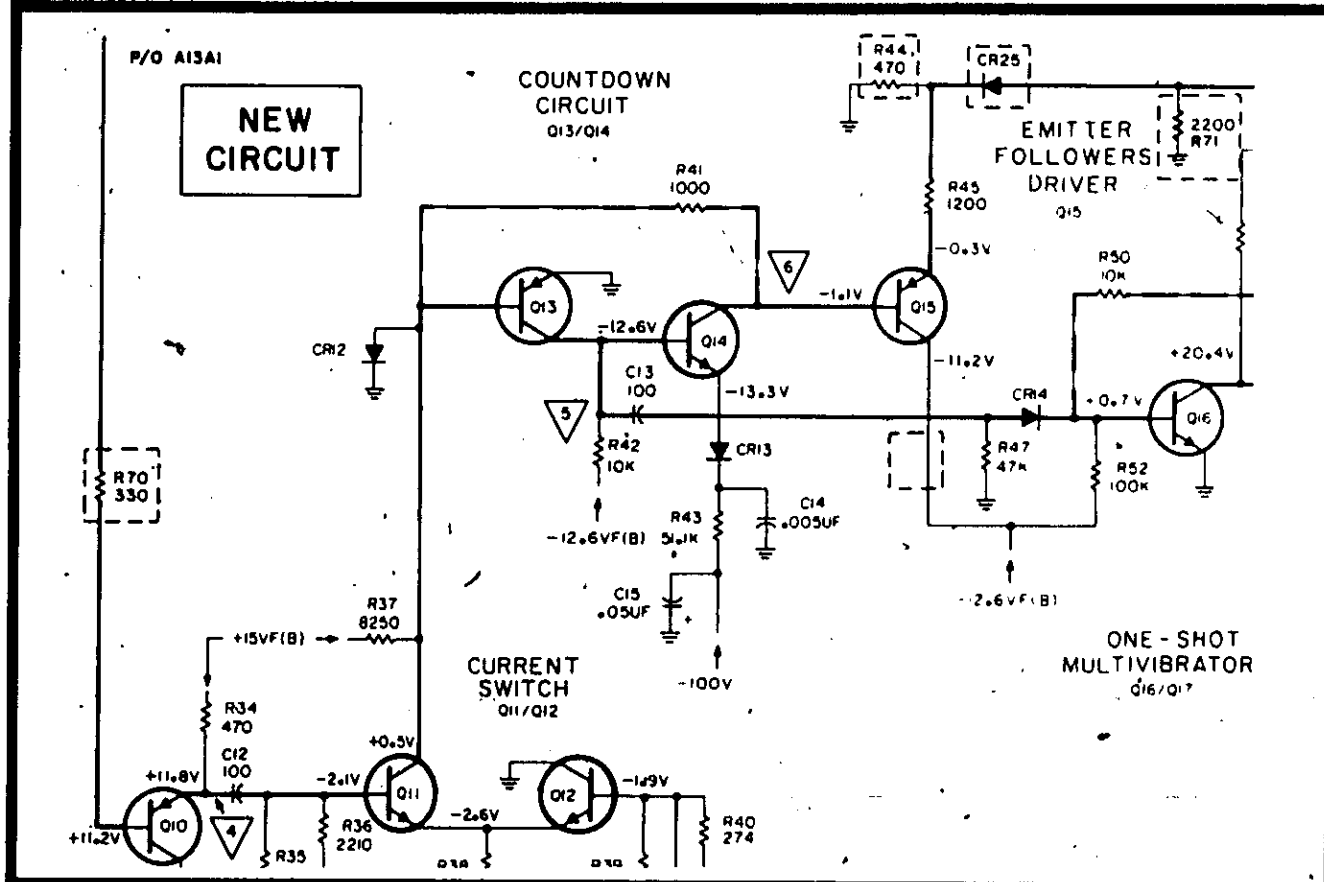 P/O A13A1
NEW
CIRCUIT
COUNTDOWN
CIRCUIT
Q13/Q14
R44
470
CR25
2200
R71
EMITTER
FOLLOWERS
DRIVER
Q15
R41
1000
R45
1200
-0.3V
6
R50
10K
Q13
-12.6V
Q14
-1.1V
Q15
-11.2V
+20.4V
CR12
C13
100
-13.3V
CR14
+0.7V
Q16
5
R42
10K
CR13
R47
47K
R52
100K
R70
330
-12.6VF(B)
R43
51.1K
C14
.005UF
C15
.05UF
+
-12.6VF(B)
R37
8250
+15VF(B)
-100V
ONE-SHOT
MULTIVIBRATOR
Q16/Q17
CURRENT
SWITCH
Q11/Q12
R34
470
C12
100
+11.8V
+0.5V
-2.1V
Q11
Q12
-1.9V
-2.6V
+11.2V
Q10
4
R35
R36
2210
R38
R39
R40
274